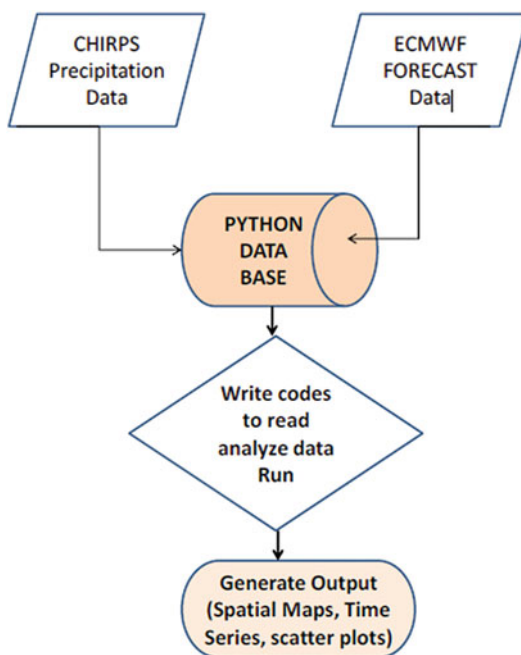 CHIRPS
Precipitation
Data
ECMWF
FORECAST
Data
PYTHON
DATA
BASE
Write codes
to read
analyze data
Run
Generate Output
(Spatial Maps, Time
Series, scatter plots)